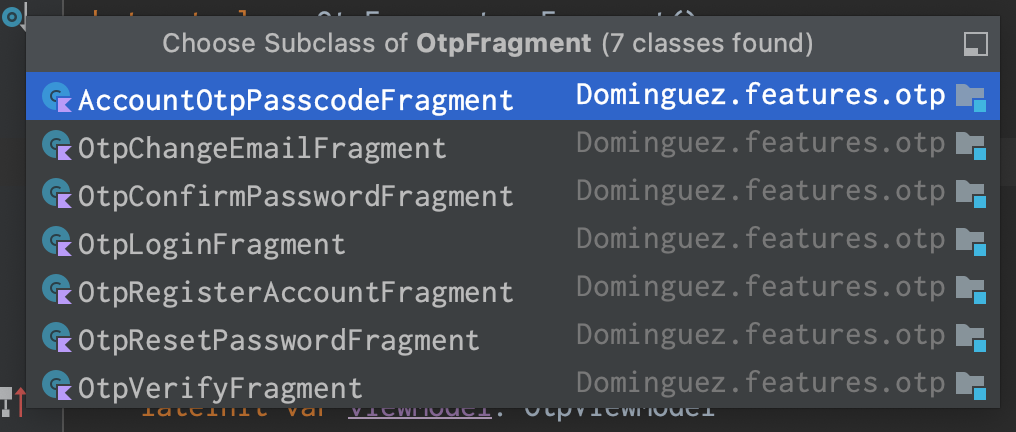 Choose Subclass of OtpFragment (7 classes found)
AccountOtpPasscodeFragment Dominguez.features.otp
OtpChangeEmailFragment Dominguez.features.otp
OtpConfirmPasswordFragment Dominguez.features.otp
OtpLoginFragment Dominguez.features.otp
OtpRegisterAccountFragment Dominguez.features.otp
OtpResetPasswordFragment Dominguez.features.otp
OtpVerifyFragment Dominguez.features.otp
lateinit var viewModel: OtpViewModel